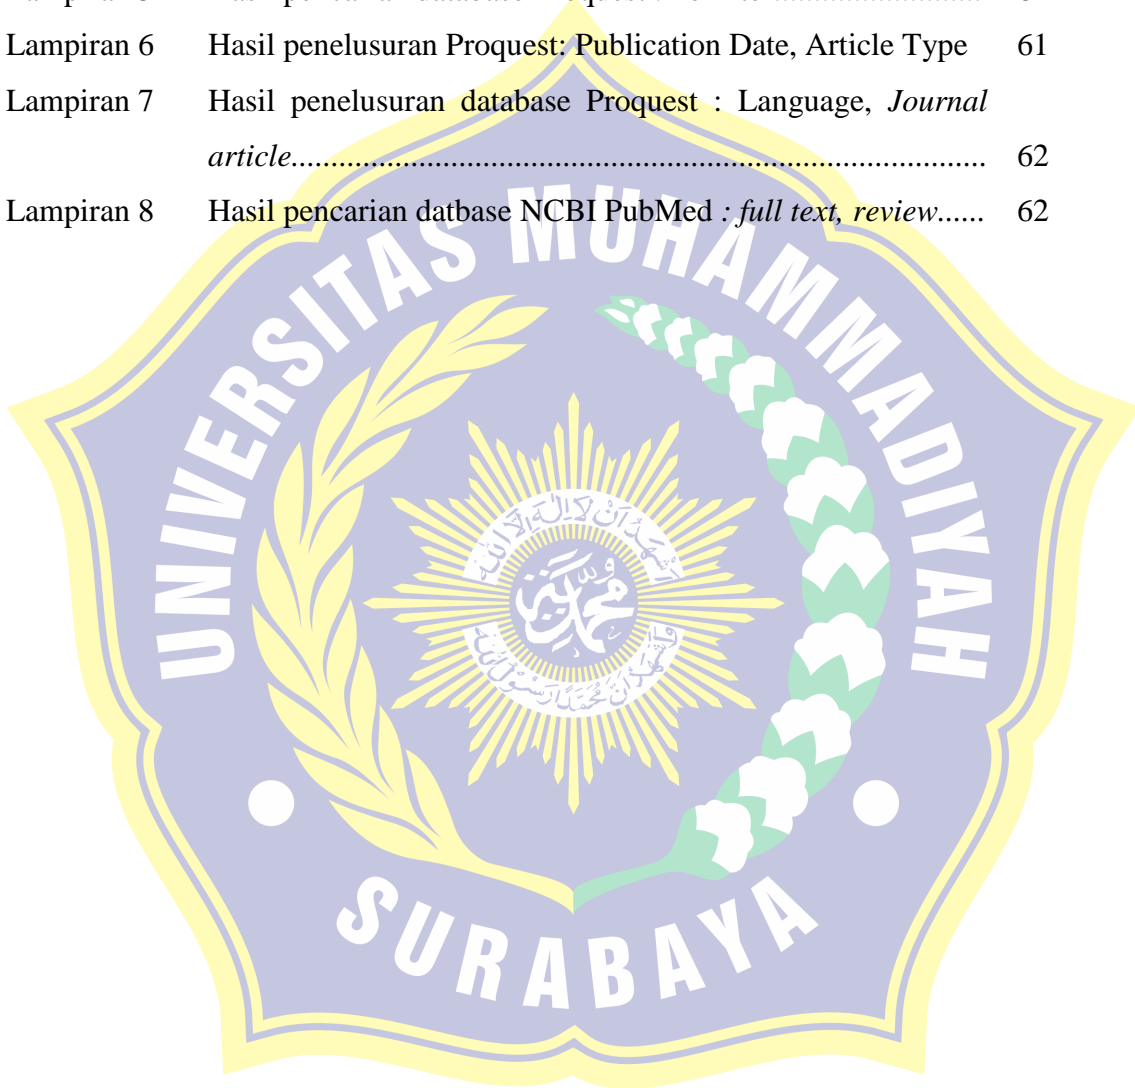 Lampiran 6 Hasil penelusuran Proquest: Publication Date, Article Type 61
Lampiran 7 Hasil penelusuran database Proquest : Language, Journal
article.......................................................................... 62
Lampiran 8 Hasil pencarian datbase NCBI PubMed : full text, review...... 62
UNIVERSITAS MUHAMMADIYAH
SURABAYA